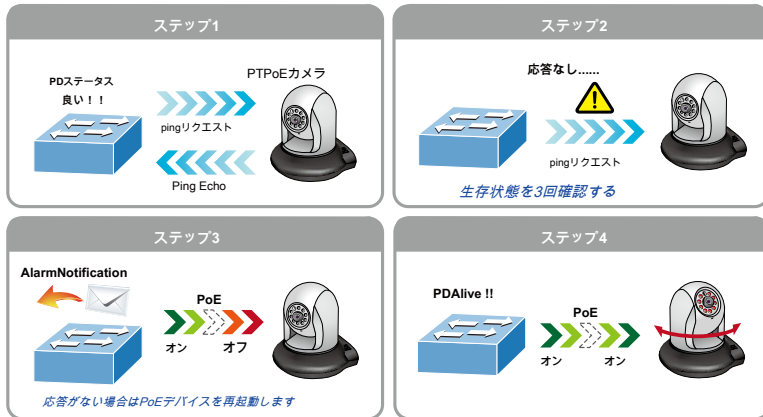 ステップ1
PDステータス
良い！！
PTPoEカメラ
pingリクエスト
Ping Echo
ステップ2
応答なし......
pingリクエスト
生存状態を3回確認する
ステップ3
AlarmNotification
PoE
オン
オフ
応答がない場合はPoEデバイスを再起動します
ステップ4
PDAlive !!
PoE
オン
オン